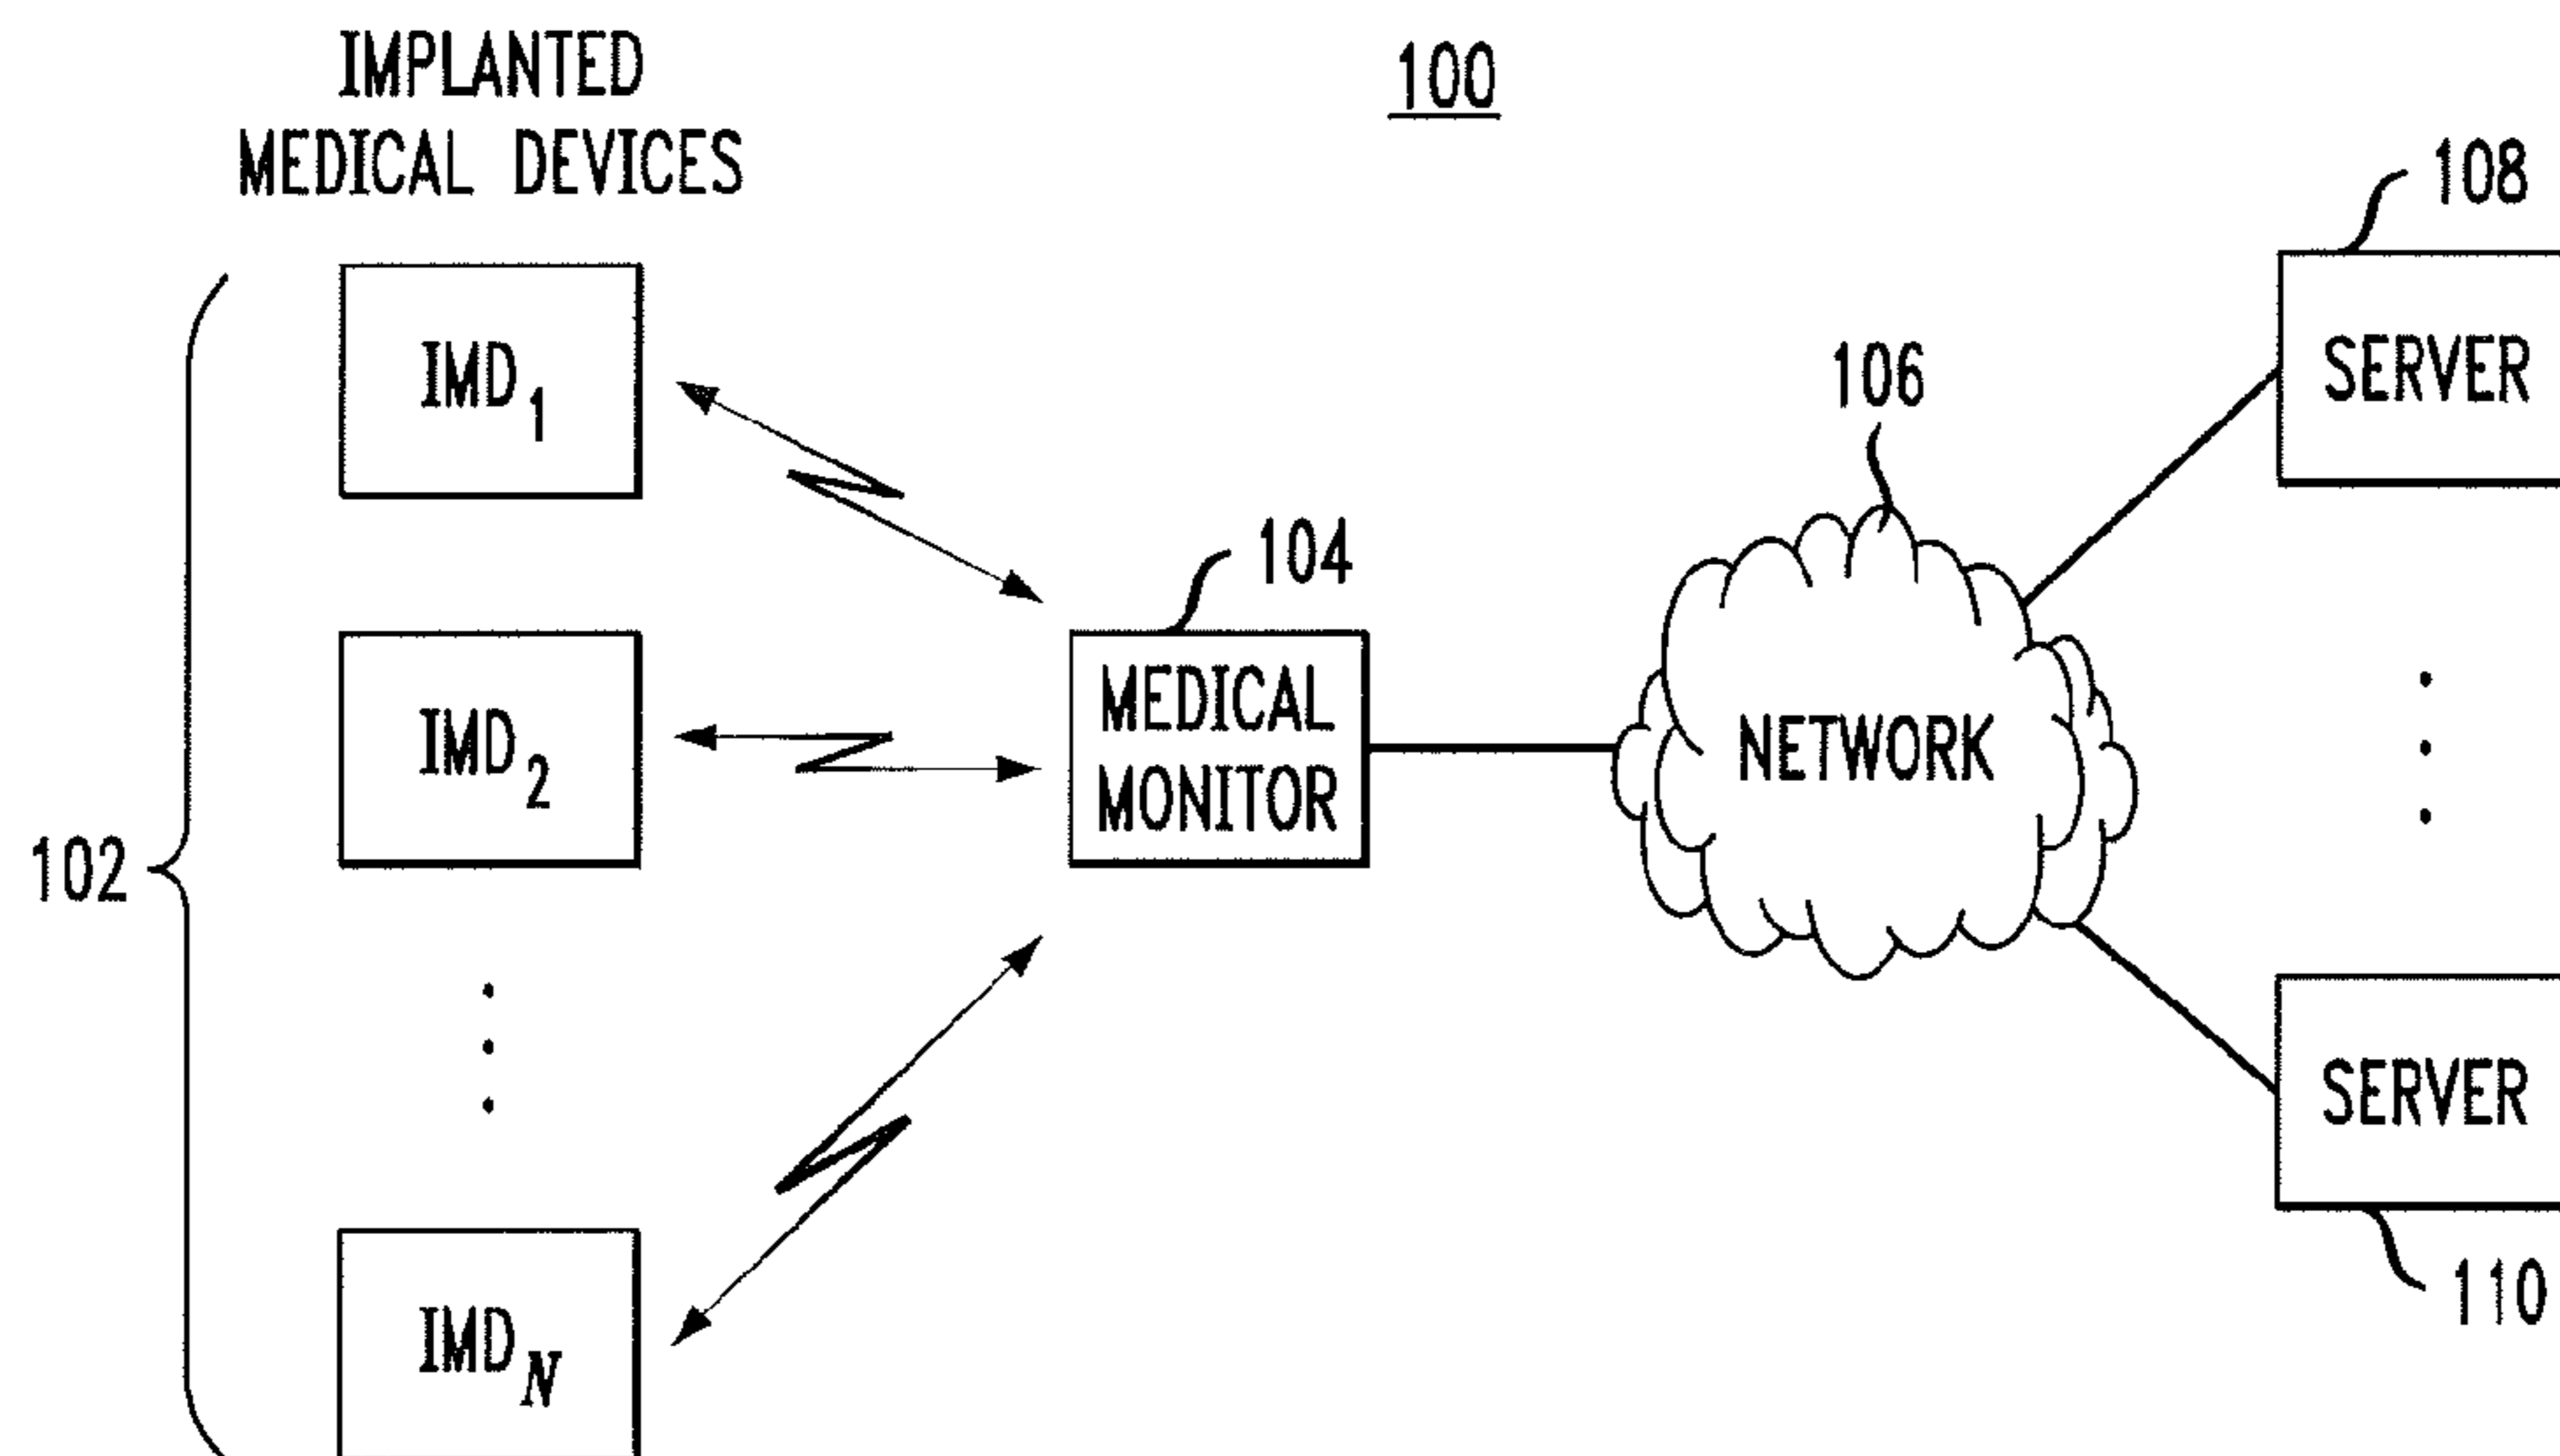 IMPLANTED
MEDICAL DEVICES
100
108
IMD1
SERVER
106
104
IMD2
MEDICAL
MONITOR
NETWORK
102
SERVER
110
IMDN